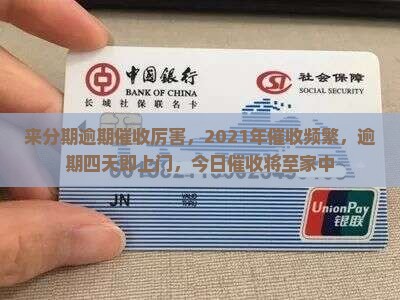 中国银行 社会保障
BANK OF CHINA SOCIAL SECURITY
长城 社保卡
来分期逾期催收厉害，2021年催收频繁，逾
期四天即上门，今日催收将至家中
JN
UnionPay
银联